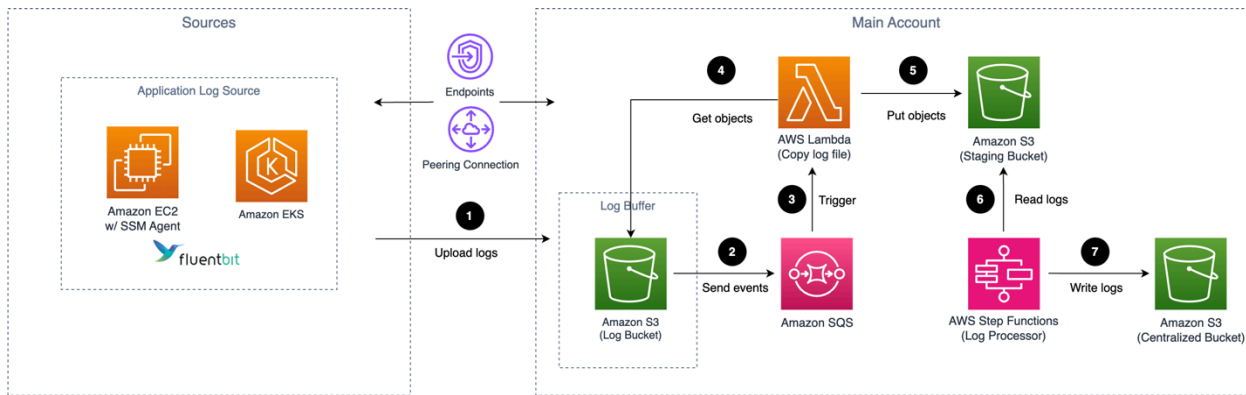 Sources
Main Account
Application Log Source
Amazon EC2
w/ SSM Agent
Amazon EKS
fluentbit
Endpoints
Peering Connection
1
Upload logs
Log Buffer
Amazon S3
(Log Bucket)
2
Send events
Amazon SQS
3
Trigger
AWS Lambda
(Copy log file)
4
Get objects
5
Put objects
Amazon S3
(Staging Bucket)
6
Read logs
AWS Step Functions
(Log Processor)
7
Write logs
Amazon S3
(Centralized Bucket)
K